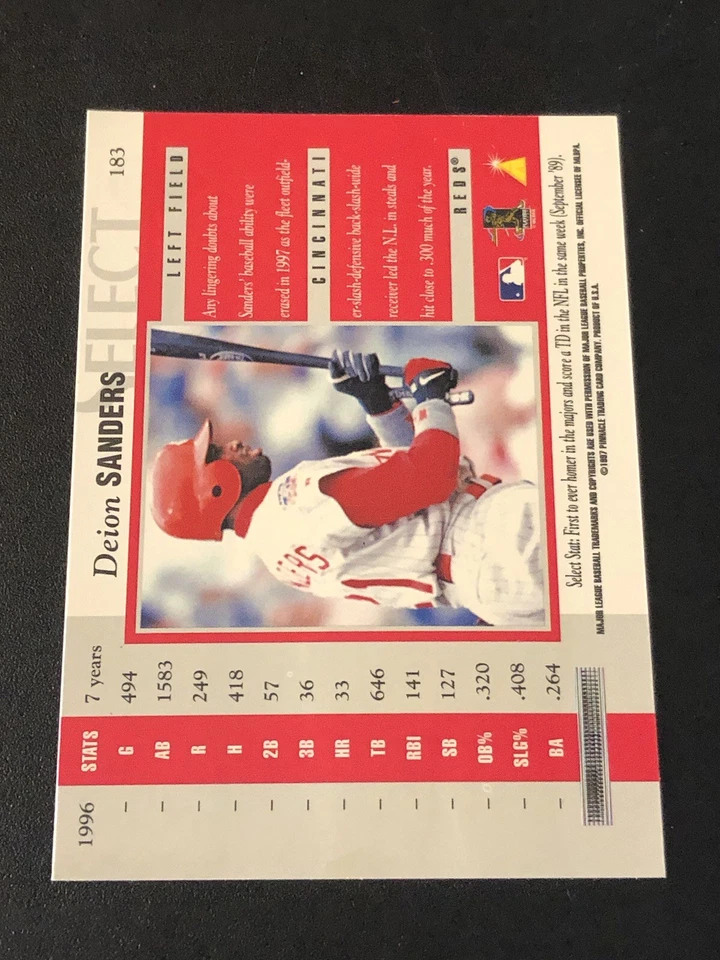 SELECT
183
Deion SANDERS
LEFT FIELD
Any lingering doubts about
Sanders' baseball ability were
erased in 1997 as the fleet outfield-
CINCINNATI
er-slash-defensive back-slash-wide
receiver led the N.L. in steals and
hit close to .300 much of the year.
REDS®
1996 STATS 7 years
– G 494
– AB 1583
– R 249
– H 418
– 2B 57
– 3B 36
– HR 33
– TB 646
– RBI 141
– SB 127
– OB% .320
– SLG% .408
– BA .264
Select Stat: First to ever homer in the majors and score a TD in the NFL in the same week (September '89).
MAJOR LEAGUE BASEBALL TRADEMARKS AND COPYRIGHTS ARE USED WITH PERMISSION OF MAJOR LEAGUE BASEBALL PROPERTIES, INC. OFFICIAL LICENSEE OF MLBPA.
©1997 PINNACLE TRADING CARD COMPANY. PRODUCT OF U.S.A.